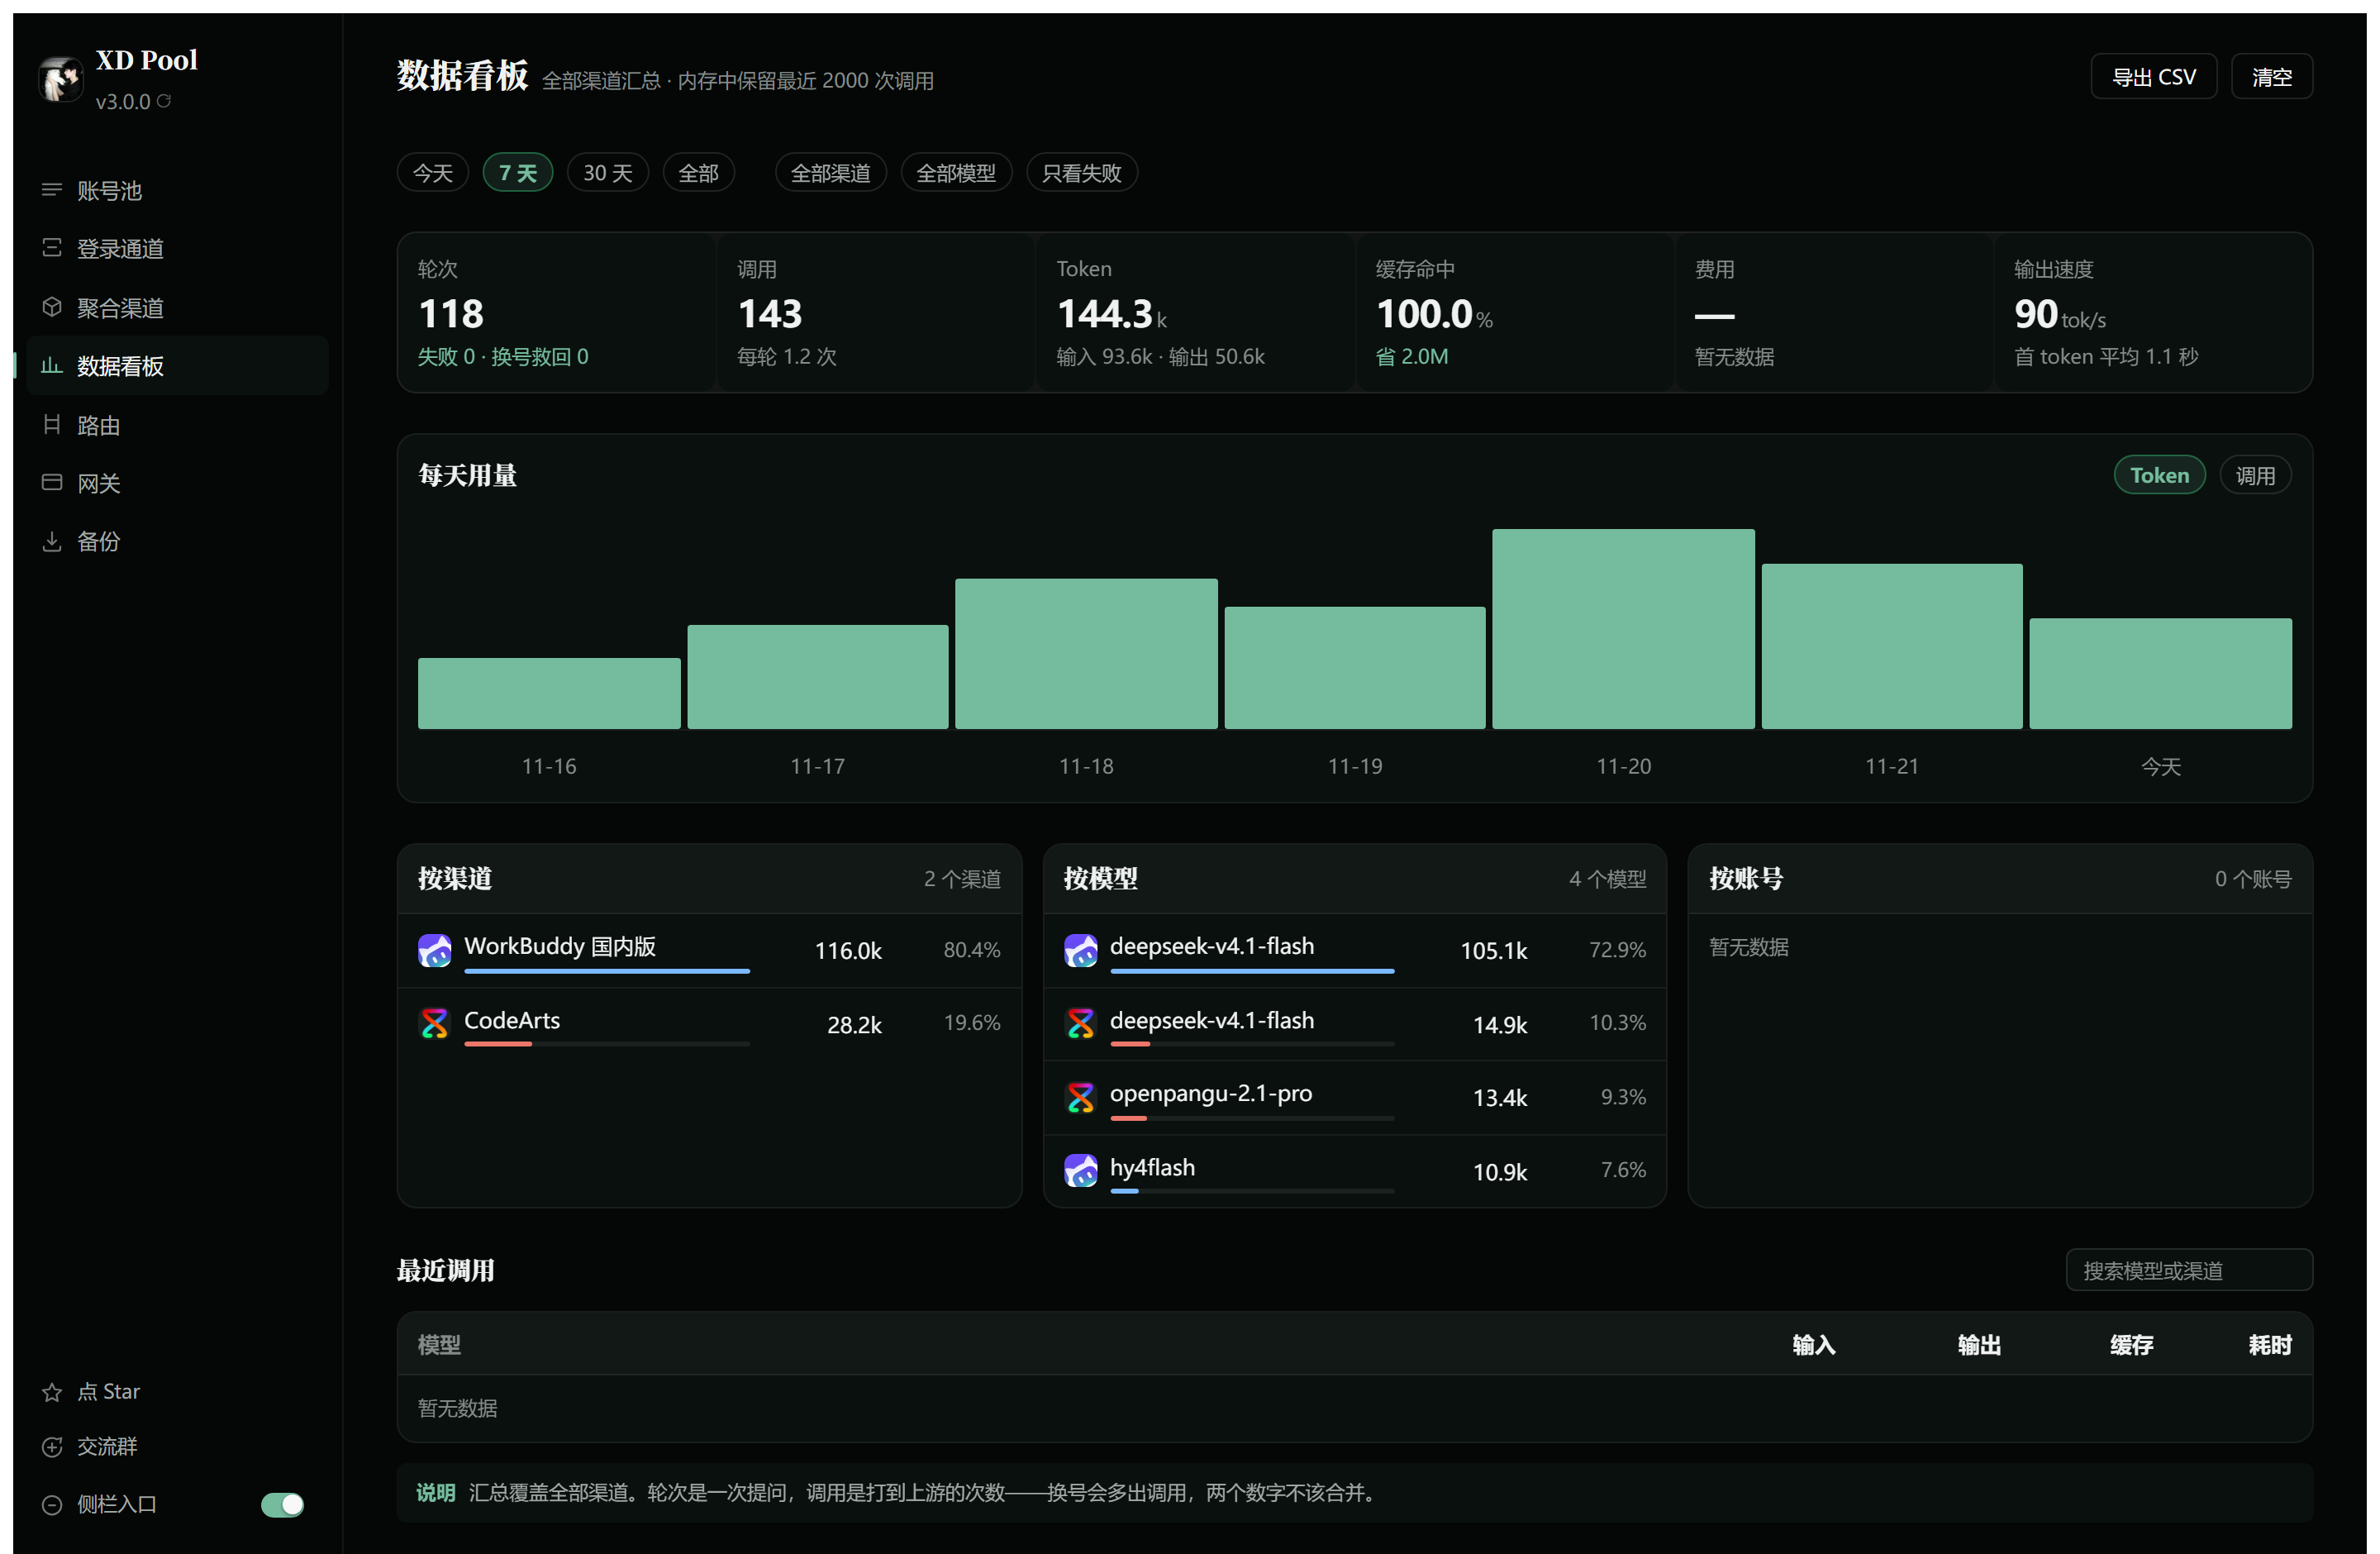 XD Pool
v3.0.0
账号池
登录通道
聚合渠道
数据看板
路由
网关
备份
点 Star
交流群
侧栏入口
数据看板 全部渠道汇总 · 内存中保留最近 2000 次调用
导出 CSV 清空
今天 7 天 30 天 全部 全部渠道 全部模型 只看失败
轮次
118
失败 0 · 换号救回 0
调用
143
每轮 1.2 次
Token
144.3k
输入 93.6k · 输出 50.6k
缓存命中
100.0%
省 2.0M
费用
—
暂无数据
输出速度
90 tok/s
首 token 平均 1.1 秒
每天用量 Token 调用
11-16 11-17 11-18 11-19 11-20 11-21 今天
按渠道 2 个渠道
WorkBuddy 国内版 116.0k 80.4%
CodeArts 28.2k 19.6%
按模型 4 个模型
deepseek-v4.1-flash 105.1k 72.9%
deepseek-v4.1-flash 14.9k 10.3%
openpangu-2.1-pro 13.4k 9.3%
hy4flash 10.9k 7.6%
按账号 0 个账号
暂无数据
最近调用 搜索模型或渠道
模型 输入 输出 缓存 耗时
暂无数据
说明 汇总覆盖全部渠道。轮次是一次提问，调用是打到上游的次数——换号会多出调用，两个数字不该合并。